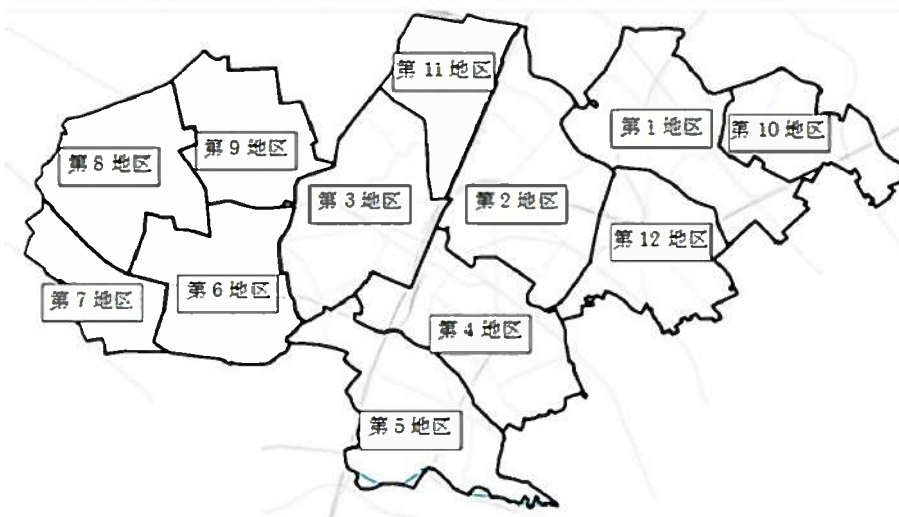 第 11 地区
第 1 地区
第 10 地区
第 9 地区
第 8 地区
第 3 地区
第 2 地区
第 12 地区
第 6 地区
第 7 地区
第 4 地区
第 5 地区